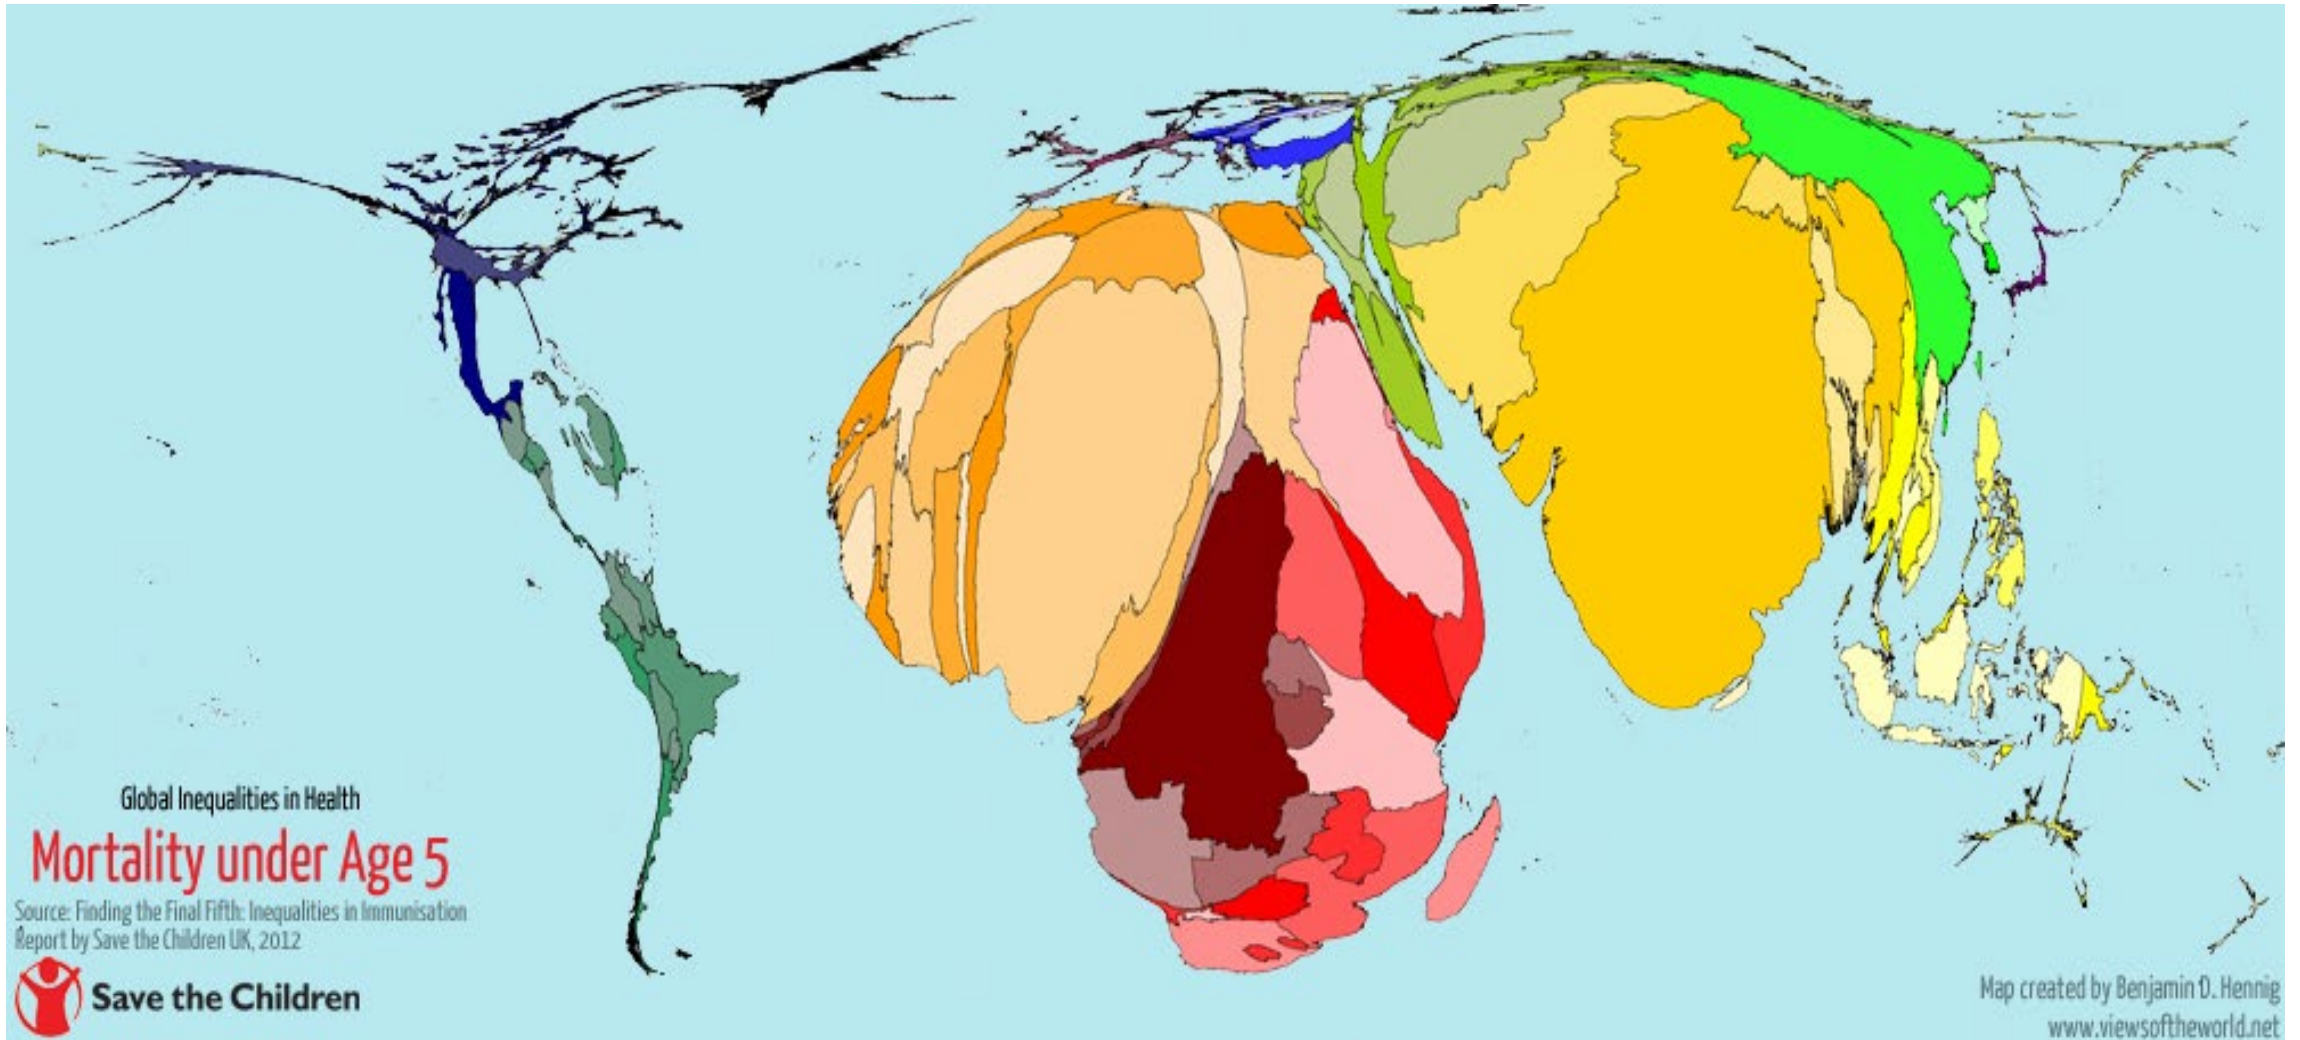 Global Inequalities in Health
Mortality under Age 5
Source: Finding the Final Fifth: Inequalities in Immunisation
Report by Save the Children UK, 2012
Save the Children
Map created by Benjamin D. Hennig
www.viewsoftheworld.net